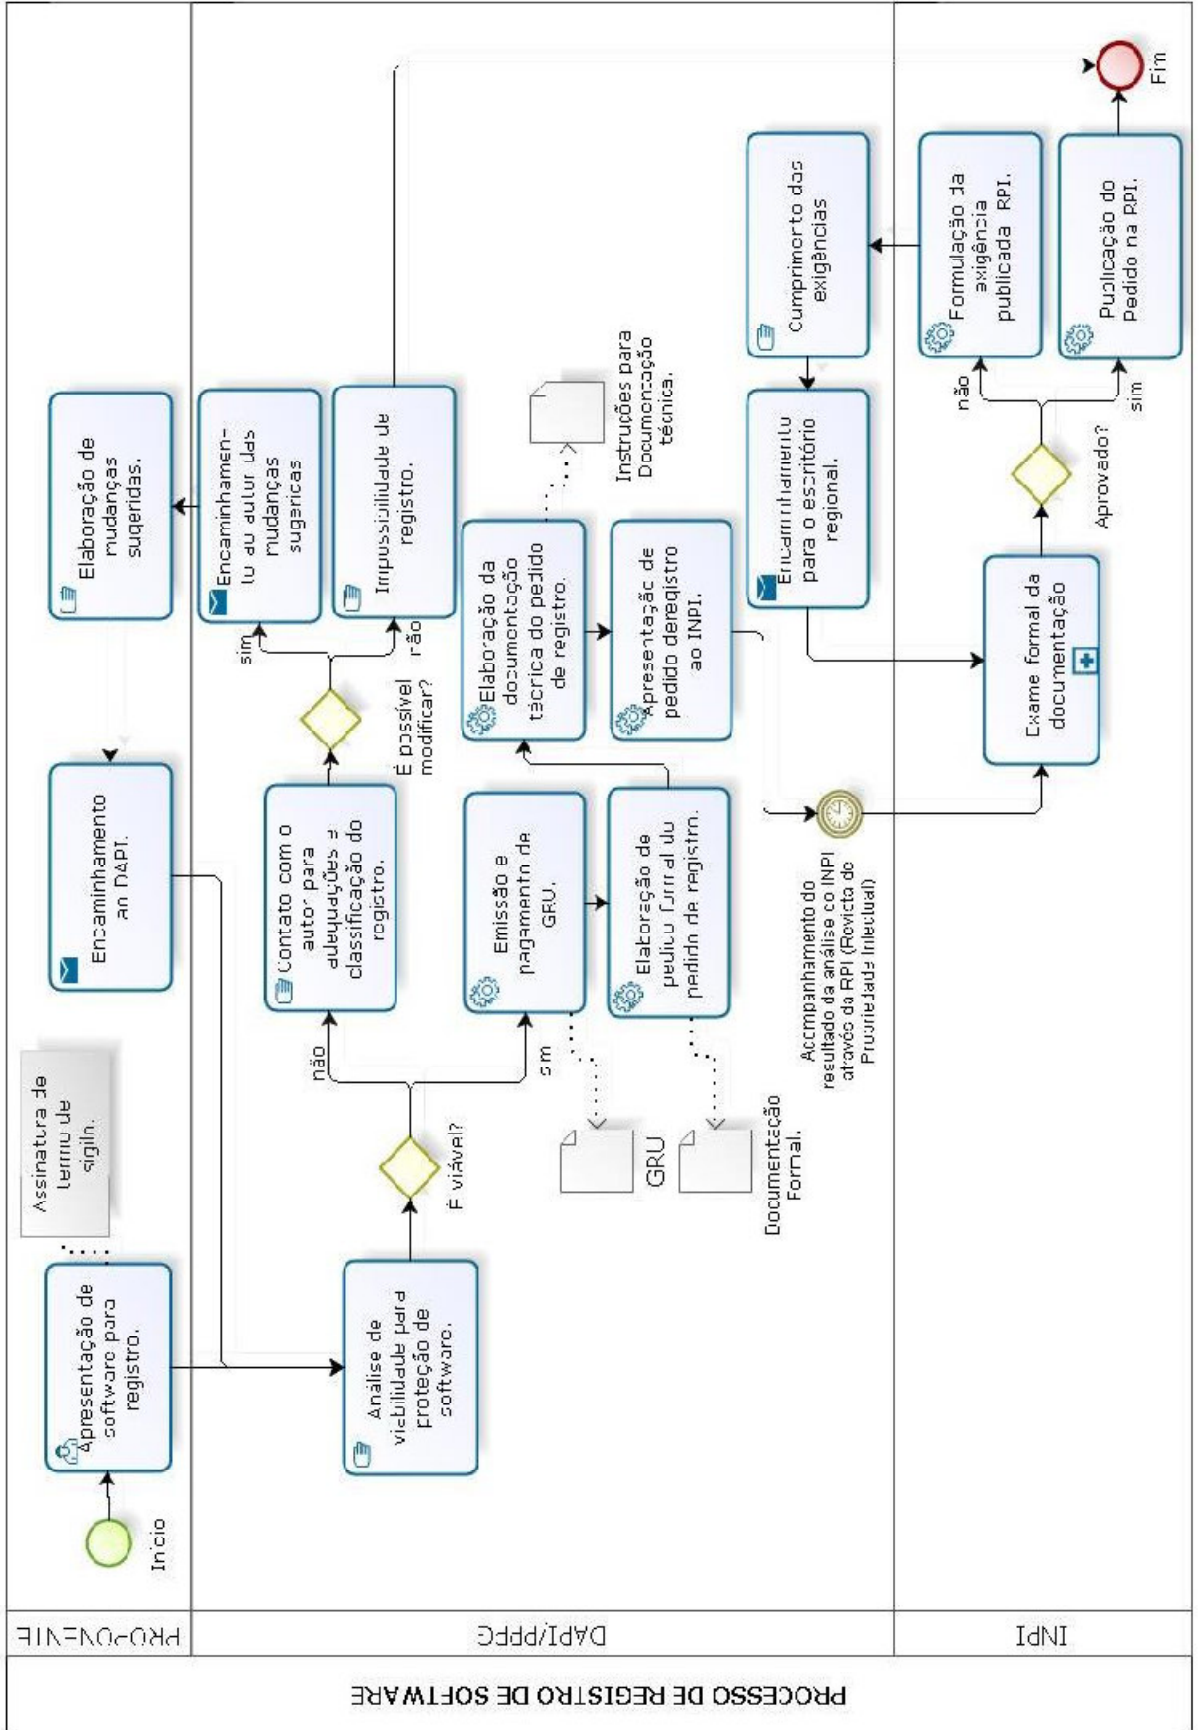 PROCESSO DE REGISTRO DE SOFTWARE
PROPONENTE
Início
Apresentação de
software para
registro.
Assinatura de
termo de
sigilo.
Encaminhamento
ao DAPI.
Elaboração de
mudanças
sugeridas.
Análise de
viabilidade para
proteção de
software.
É viável?
não
Contato com o
autor para
adequações e
classificação do
registro.
É possível
modificar?
sim
Encaminhamen-
to ao autor das
mudanças
sugeridas
não
Impossibilidade de
registro.
sim
Emissão e
pagamento de
GRU.
GRU
Elaboração de
pedido formal do
pedido de registro.
Documentação
Formal.
Elaboração da
documentação
técnica do pedido
de registro.
Instruções para
Documentação
técnica.
Apresentação de
pedido deregistro
ao INPI.
Acompanhamento do
resultado da análise do INPI
através da RPI (Revista de
Propriedade Intelectual)
Encaminhamento
para o escritório
regional.
Cumprimento das
exigências
INPI
Exame formal da
documentação
Aprovado?
não
Formulação da
exigência
publicada RPI.
sim
Publicação do
Pedido na RPI.
Fim